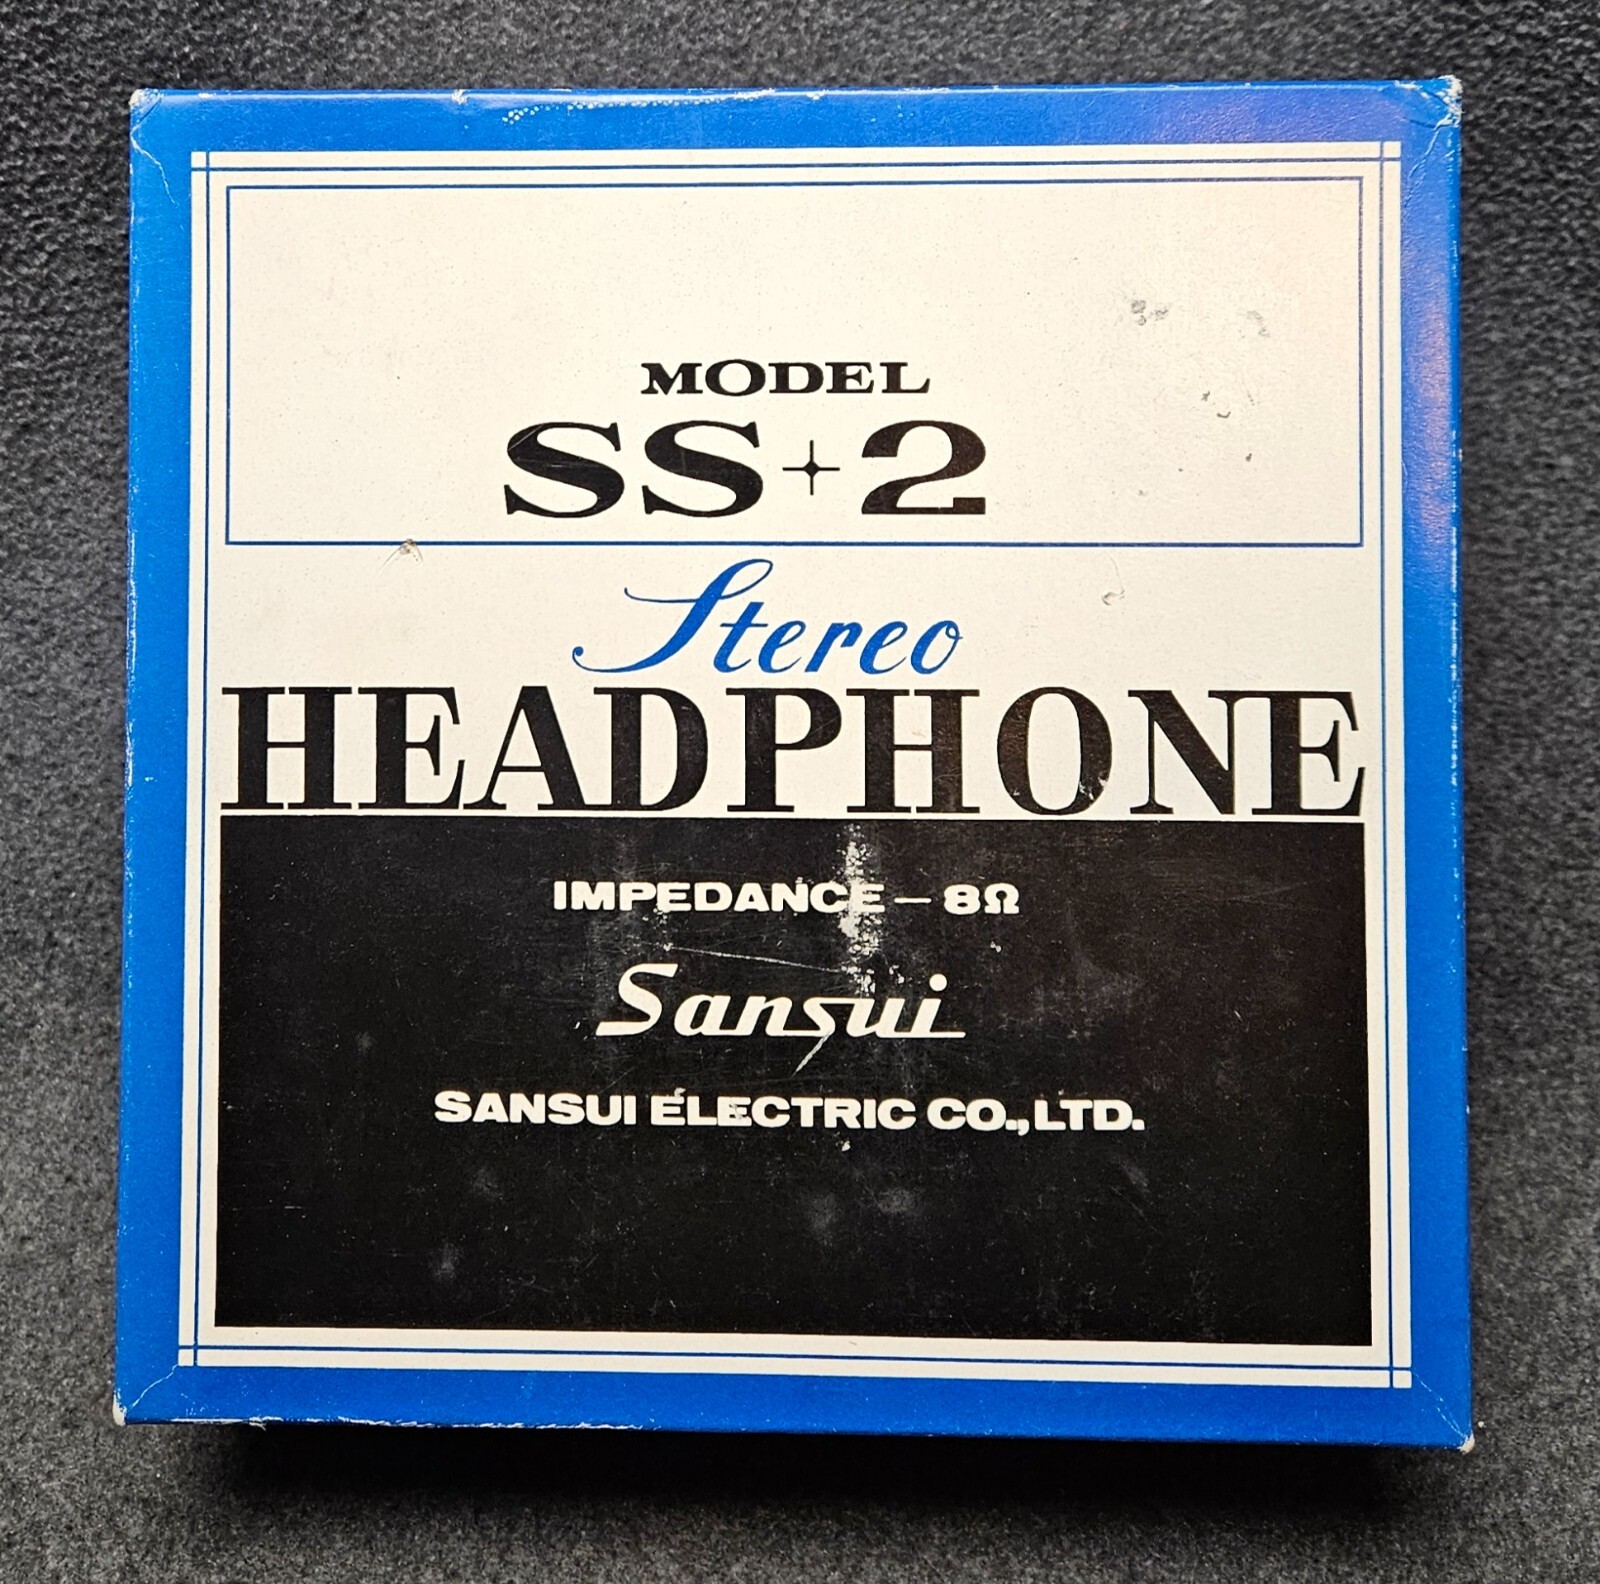 MODEL
SS-2
Stereo
HEADPHONE
IMPEDANCE — 8Ω
Sansui
SANSUI ELECTRIC CO.,LTD.